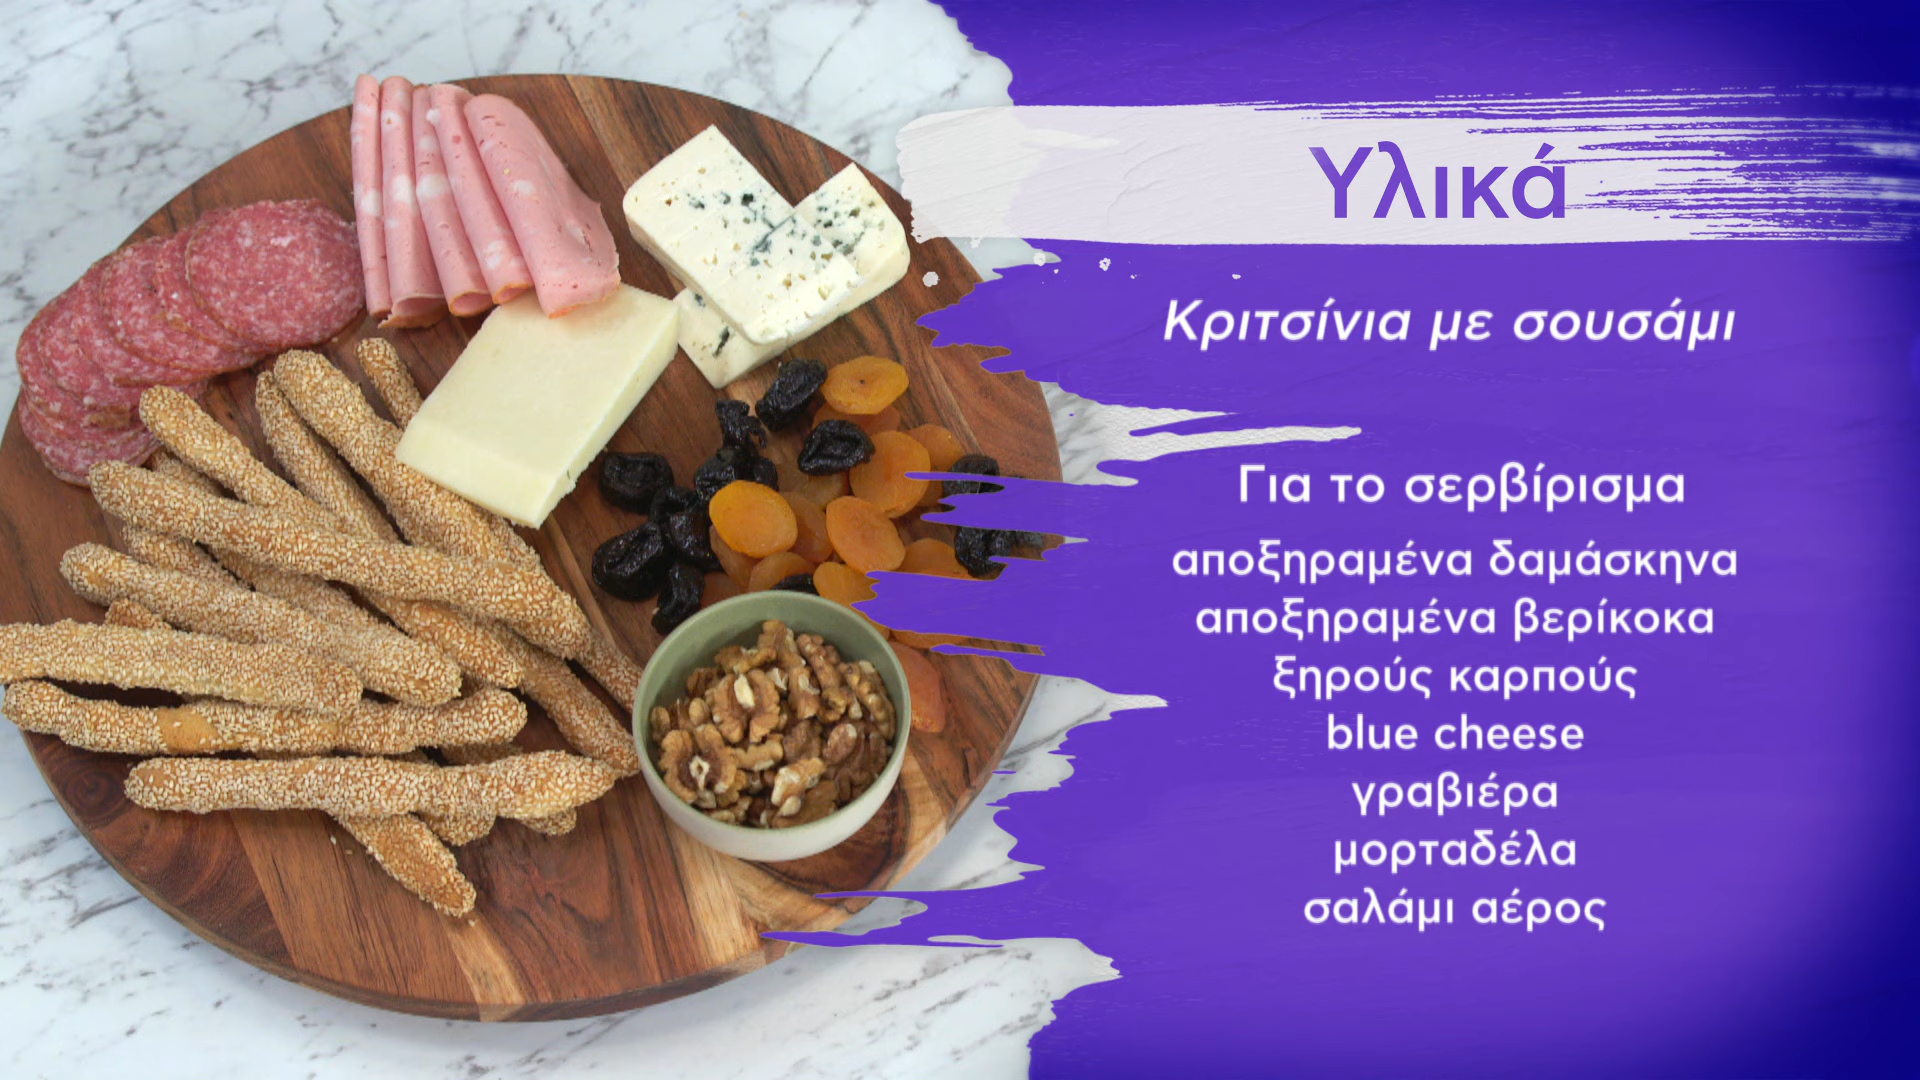 Υλικά
Κριτσίνια με σουσάμι
Για το σερβίρισμα
αποξηραμένα δαμάσκηνα
αποξηραμένα βερίκοκα
ξηρούς καρπούς
blue cheese
γραβιέρα
μορταδέλα
σαλάμι αέρος